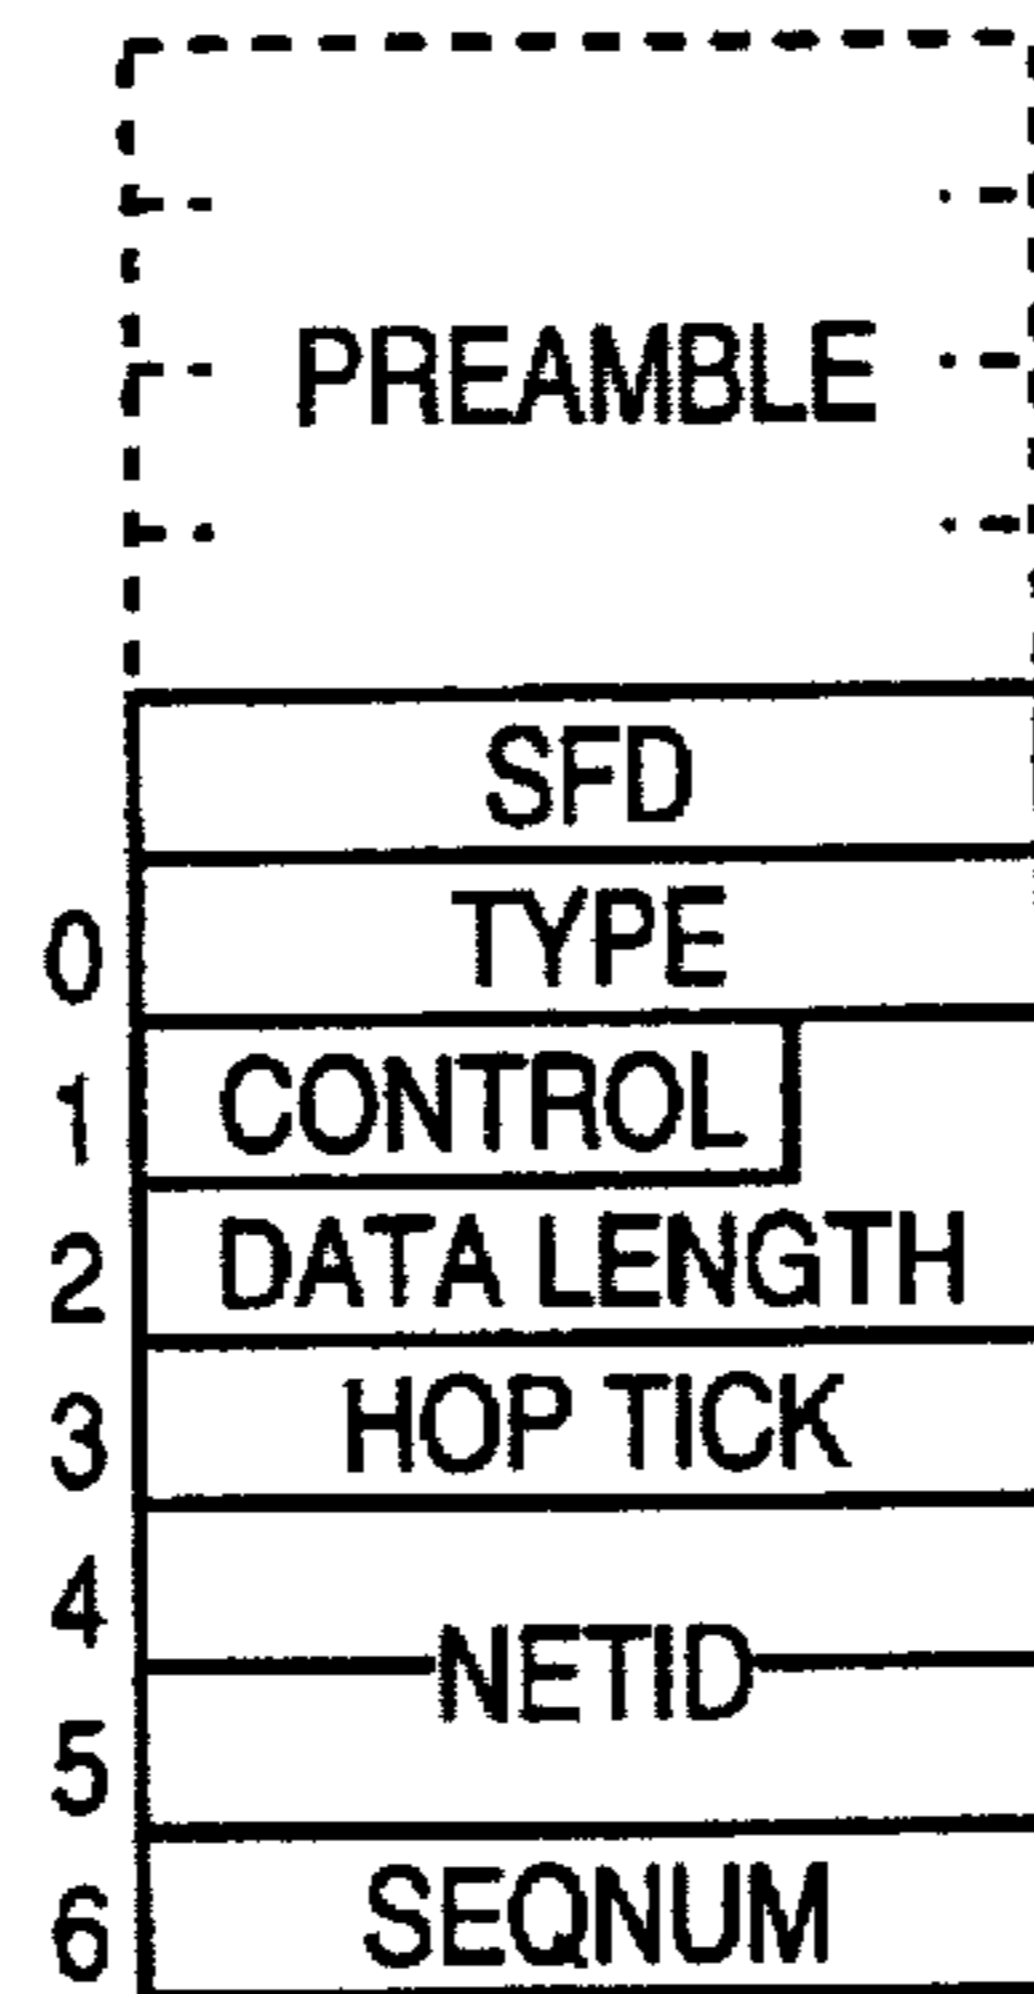 PREAMBLE
SFD
0 TYPE
1 CONTROL
2 DATA LENGTH
3 HOP TICK
4
NETID
5
6 SEQNUM